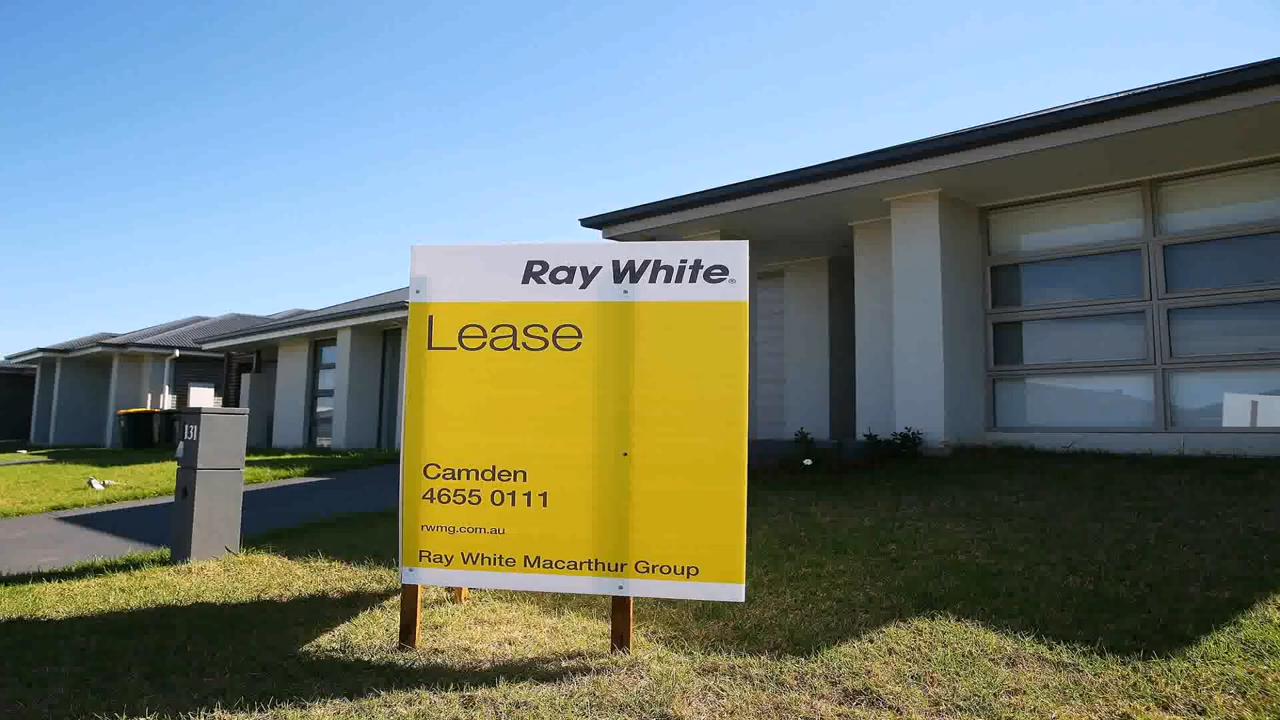 Ray White®
Lease
Camden
4655 0111
rwmg.com.au
Ray White Macarthur Group
131